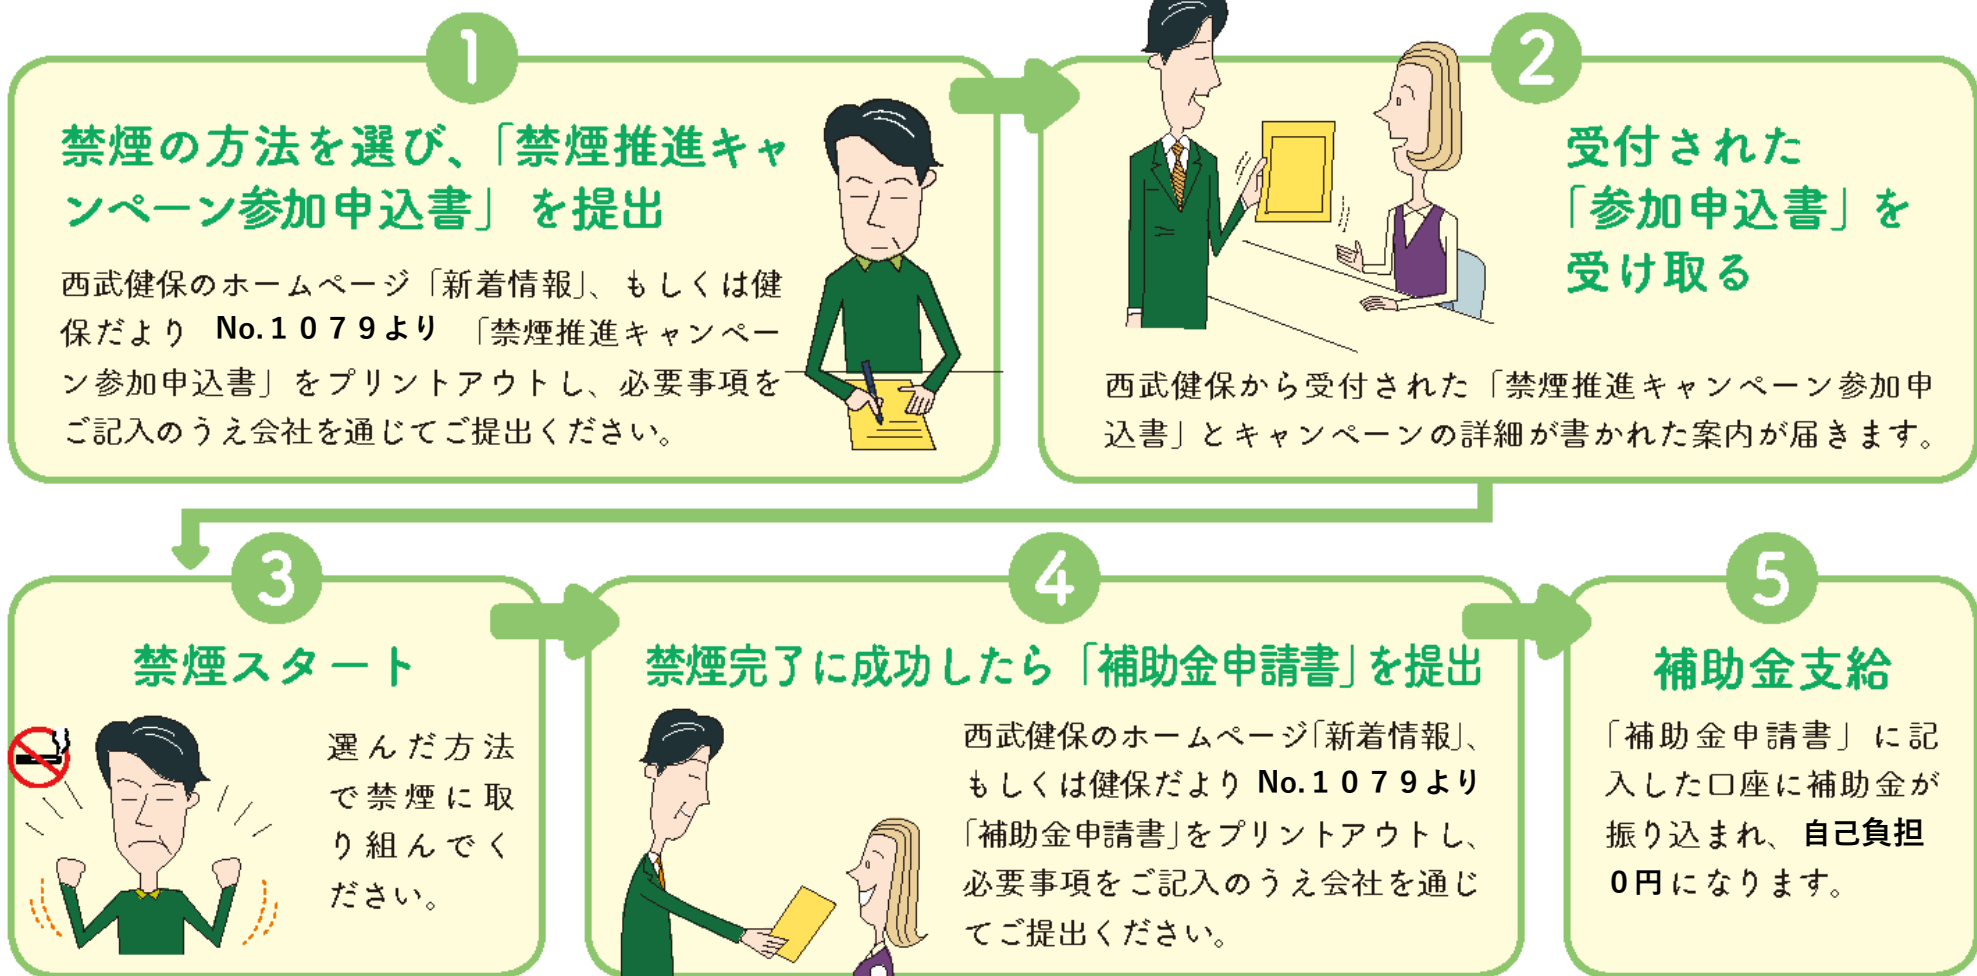 1
禁煙の方法を選び、「禁煙推進キャ
ンペーン参加申込書」を提出
西武健保のホームページ「新着情報」、もしくは健
保だより No.1079より 「禁煙推進キャンペー
ン参加申込書」をプリントアウトし、必要事項を
ご記入のうえ会社を通じてご提出ください。
2
受付された
「参加申込書」を
受け取る
西武健保から受付された「禁煙推進キャンペーン参加申
込書」とキャンペーンの詳細が書かれた案内が届きます。
3
禁煙スタート
選んだ方法
で禁煙に取
り組んでく
ださい。
4
禁煙完了に成功したら「補助金申請書」を提出
西武健保のホームページ「新着情報」、
もしくは健保だより No.1079より
「補助金申請書」をプリントアウトし、
必要事項をご記入のうえ会社を通じ
てご提出ください。
5
補助金支給
「補助金申請書」に記
入した口座に補助金が
振り込まれ、自己負担
0円になります。